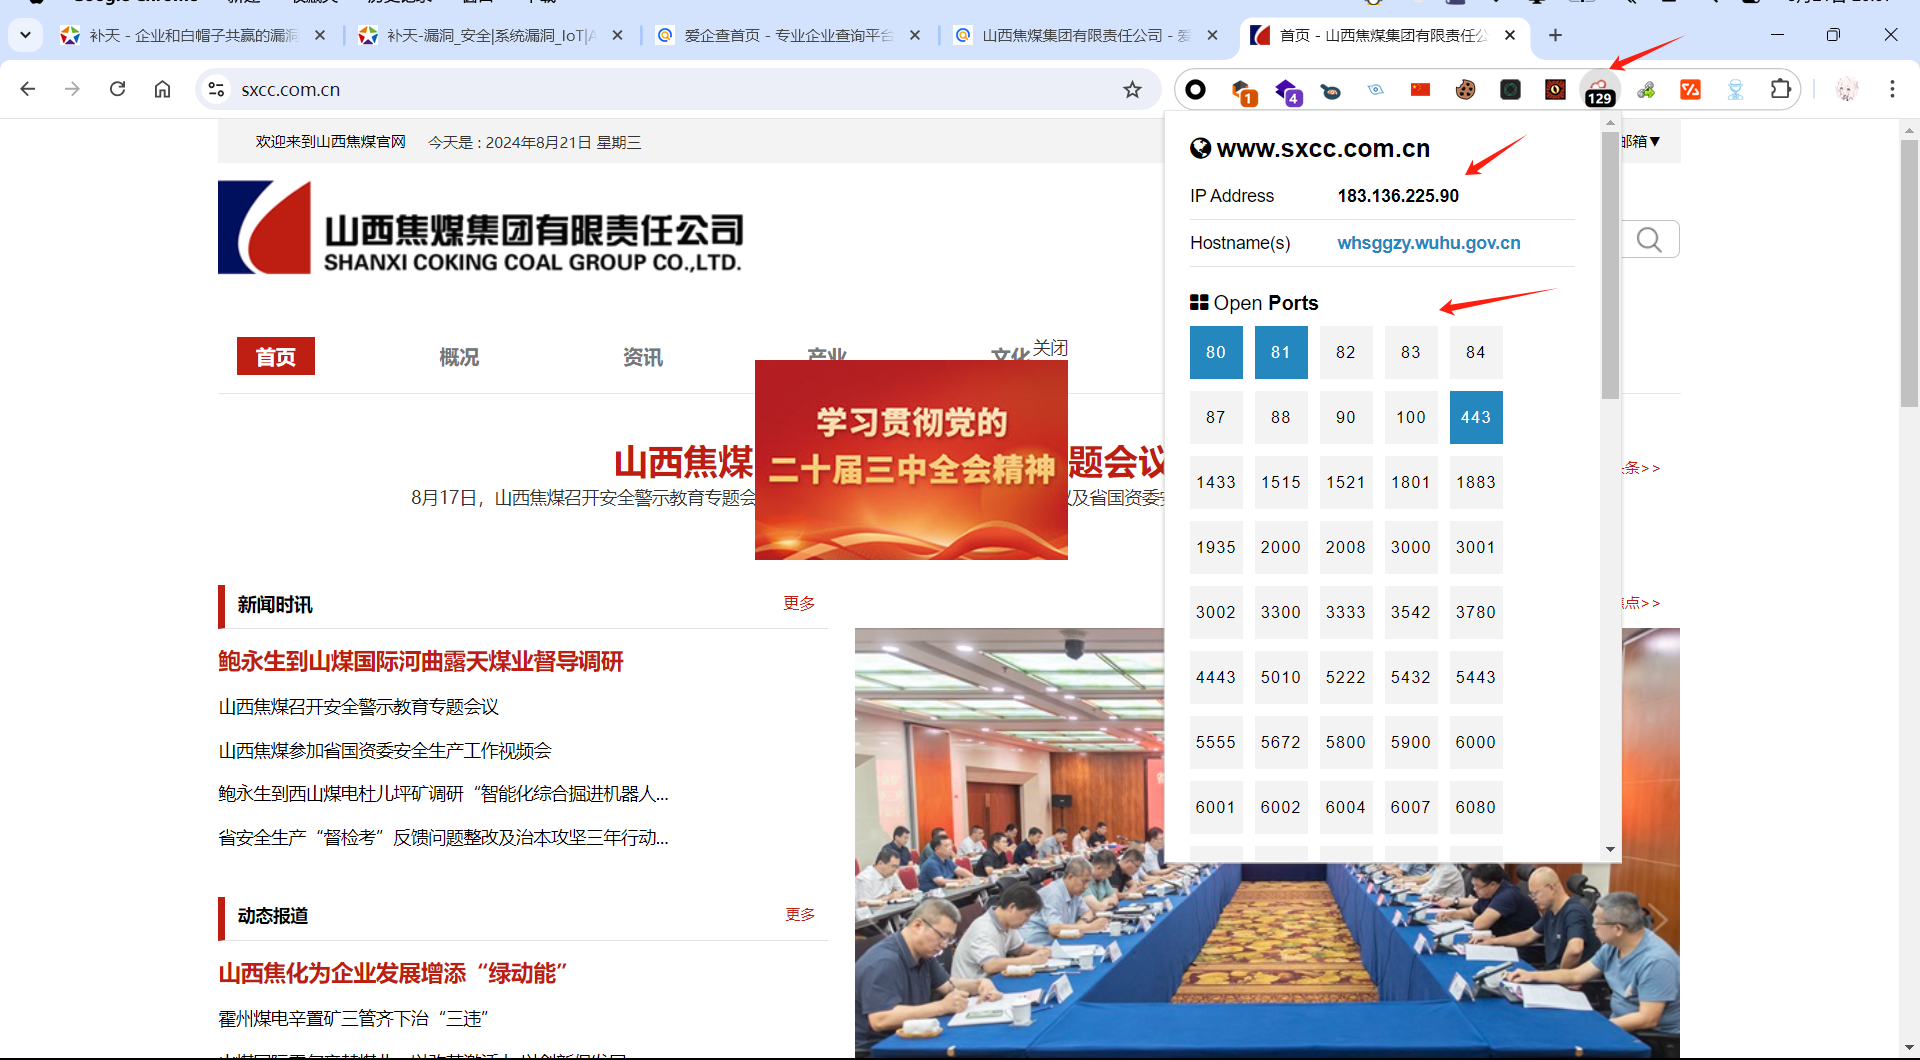 补天 - 企业和白帽子共赢的漏洞
补天-漏洞_安全|系统漏洞_IoT|A
爱企查首页 - 专业企业查询平台
山西焦煤集团有限责任公司 - 爱
首页 - 山西焦煤集团有限责任公
sxcc.com.cn
1
4
129
欢迎来到山西焦煤官网
今天是 : 2024年8月21日 星期三
邮箱▼
山西焦煤集团有限责任公司
SHANXI COKING COAL GROUP CO.,LTD.
首页
概况
资讯
产业
文化
关闭
学习贯彻党的
二十届三中全会精神
山西焦煤
题会议
条>>
8月17日，山西焦煤召开安全警示教育专题会
议及省国资委安
新闻时讯
更多
点>>
鲍永生到山煤国际河曲露天煤业督导调研
山西焦煤召开安全警示教育专题会议
山西焦煤参加省国资委安全生产工作视频会
鲍永生到西山煤电杜儿坪矿调研“智能化综合掘进机器人...
省安全生产“督检考”反馈问题整改及治本攻坚三年行动...
动态报道
更多
山西焦化为企业发展增添“绿动能”
霍州煤电辛置矿三管齐下治“三违”
www.sxcc.com.cn
IP Address 183.136.225.90
Hostname(s) whsggzy.wuhu.gov.cn
Open Ports
80 81 82 83 84
87 88 90 100 443
1433 1515 1521 1801 1883
1935 2000 2008 3000 3001
3002 3300 3333 3542 3780
4443 5010 5222 5432 5443
5555 5672 5800 5900 6000
6001 6002 6004 6007 6080